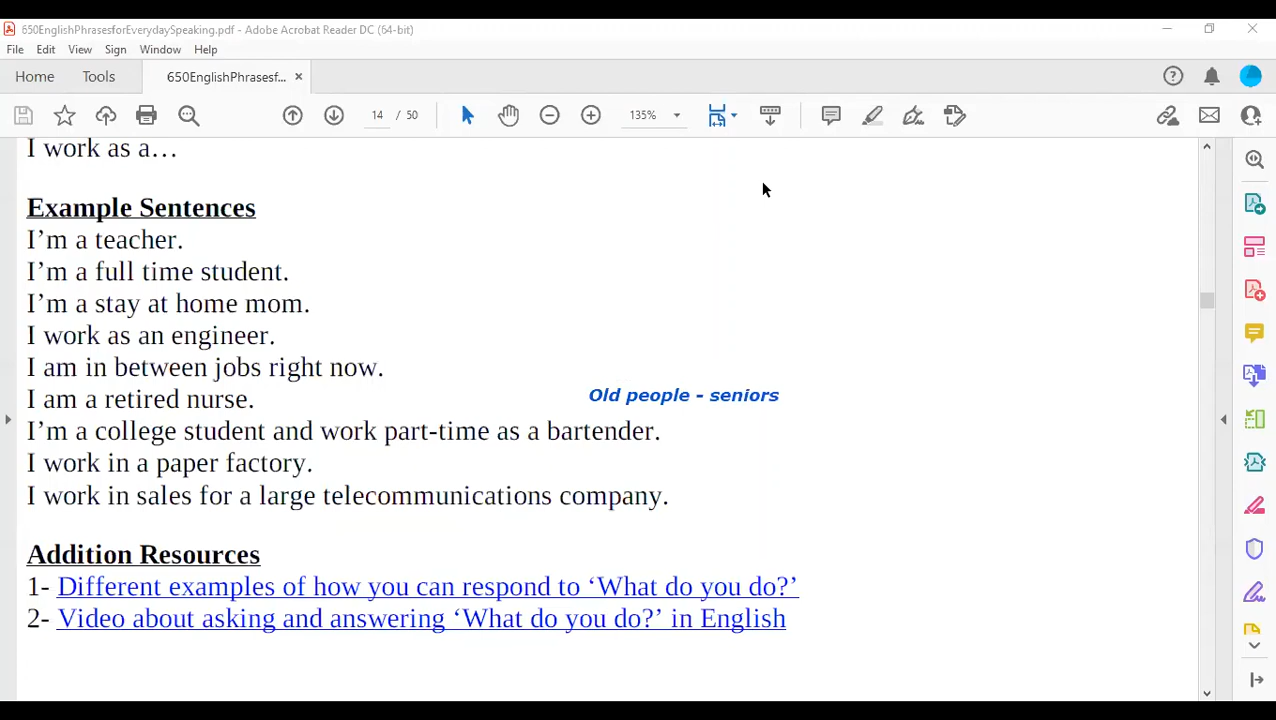 650EnglishPhrasesforEverydaySpeaking.pdf - Adobe Acrobat Reader DC (64-bit)
File Edit View Sign Window Help
Home Tools 650EnglishPhrasesf... ×
14 / 50 135%
I work as a…
Example Sentences
I’m a teacher.
I’m a full time student.
I’m a stay at home mom.
I work as an engineer.
I am in between jobs right now.
I am a retired nurse.
Old people - seniors
I’m a college student and work part-time as a bartender.
I work in a paper factory.
I work in sales for a large telecommunications company.
Addition Resources
1- Different examples of how you can respond to ‘What do you do?’
2- Video about asking and answering ‘What do you do?’ in English